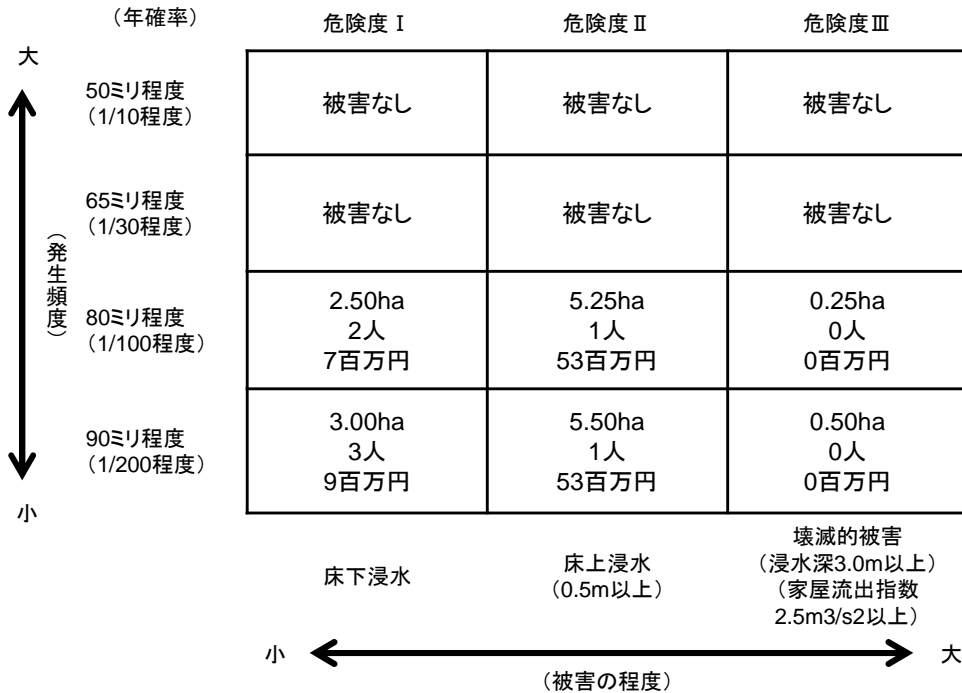 （年確率）
危険度Ⅰ
危険度Ⅱ
危険度Ⅲ
大
50ミリ程度
（1/10程度）
被害なし
被害なし
被害なし
65ミリ程度
（1/30程度）
被害なし
被害なし
被害なし
（発生頻度）
80ミリ程度
（1/100程度）
2.50ha
2人
7百万円
5.25ha
1人
53百万円
0.25ha
0人
0百万円
90ミリ程度
（1/200程度）
3.00ha
3人
9百万円
5.50ha
1人
53百万円
0.50ha
0人
0百万円
小
床下浸水
床上浸水
（0.5m以上）
壊滅的被害
（浸水深3.0m以上）
（家屋流出指数
2.5m3/s2以上）
小
大
（被害の程度）